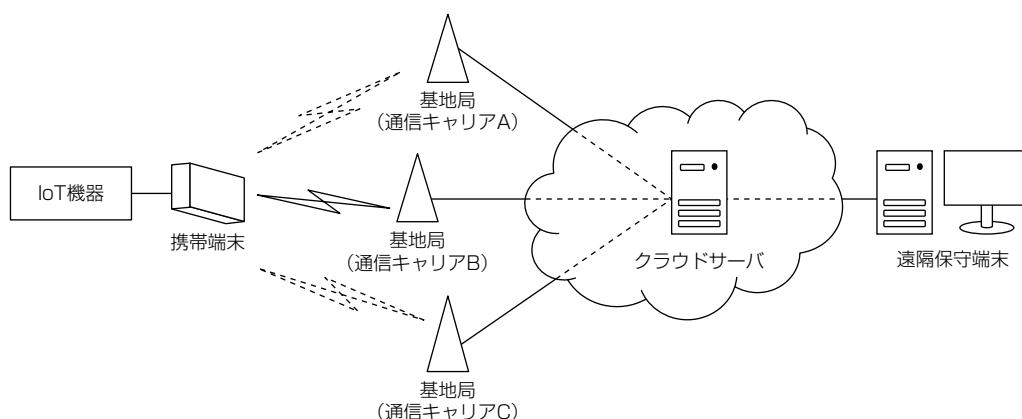 基地局
（通信キャリアA）
IoT機器
携帯端末
基地局
（通信キャリアB）
クラウドサーバ
遠隔保守端末
基地局
（通信キャリアC）